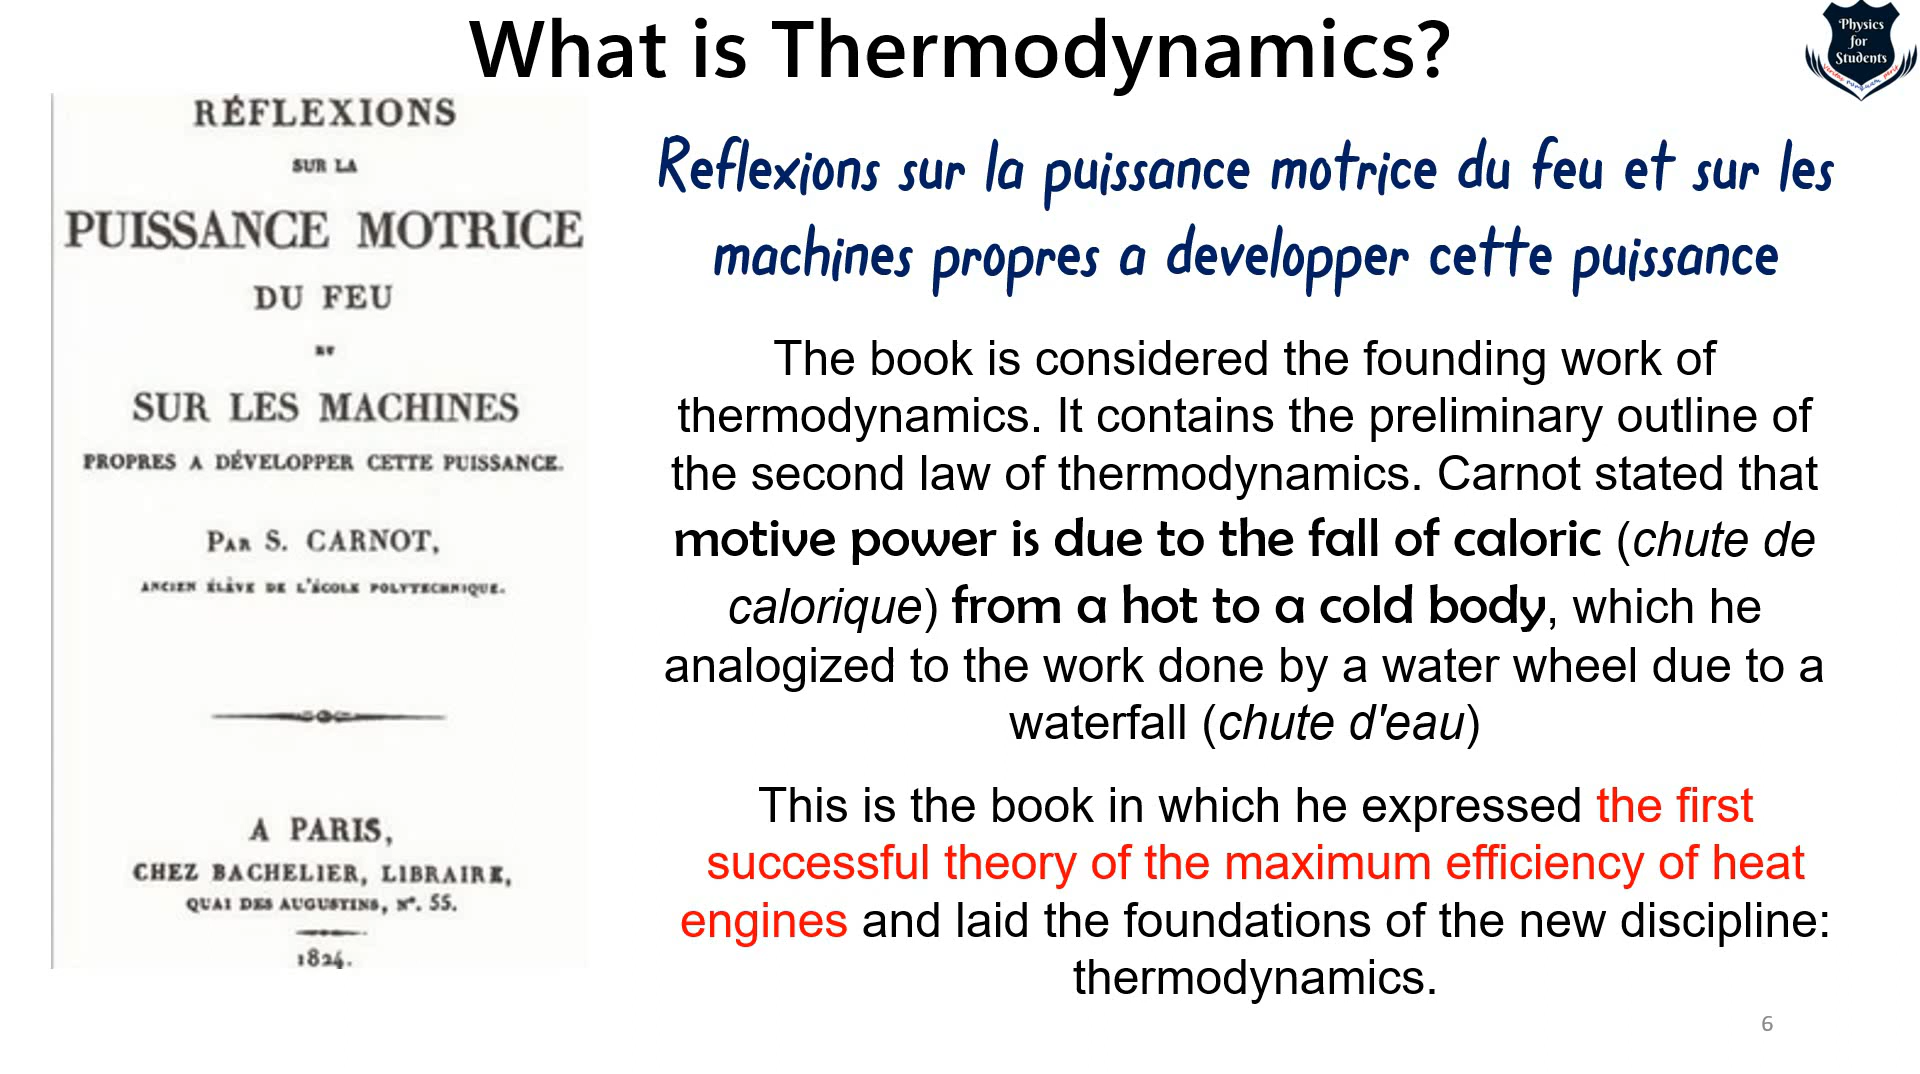 What is Thermodynamics?
Physics
for
Students
RÉFLEXIONS
SUR LA
PUISSANCE MOTRICE
DU FEU
ET
SUR LES MACHINES
PROPRES A DÉVELOPPER CETTE PUISSANCE.
PAR S. CARNOT,
ANCIEN ÉLÈVE DE L'ÉCOLE POLYTECHNIQUE.
A PARIS,
CHEZ BACHELIER, LIBRAIRE,
QUAI DES AUGUSTINS, N°. 55.
1824.
Reflexions sur la puissance motrice du feu et sur les
machines propres a developper cette puissance
The book is considered the founding work of
thermodynamics. It contains the preliminary outline of
the second law of thermodynamics. Carnot stated that
motive power is due to the fall of caloric (chute de
calorique) from a hot to a cold body, which he
analogized to the work done by a water wheel due to a
waterfall (chute d'eau)
This is the book in which he expressed the first
successful theory of the maximum efficiency of heat
engines and laid the foundations of the new discipline:
thermodynamics.
6